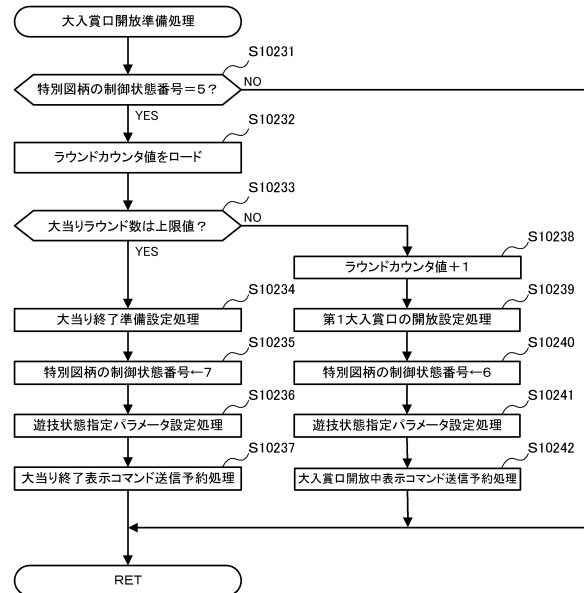 大入賞口開放準備処理
S10231
特別図柄の制御状態番号＝5？
NO
YES
S10232
ラウンドカウンタ値をロード
S10233
大当りラウンド数は上限値？
NO
YES
S10238
ラウンドカウンタ値＋1
S10234
大当り終了準備設定処理
S10239
第1大入賞口の開放設定処理
S10235
特別図柄の制御状態番号←7
S10240
特別図柄の制御状態番号←6
S10236
遊技状態指定パラメータ設定処理
S10241
遊技状態指定パラメータ設定処理
S10237
大当り終了表示コマンド送信予約処理
S10242
大入賞口開放中表示コマンド送信予約処理
RET